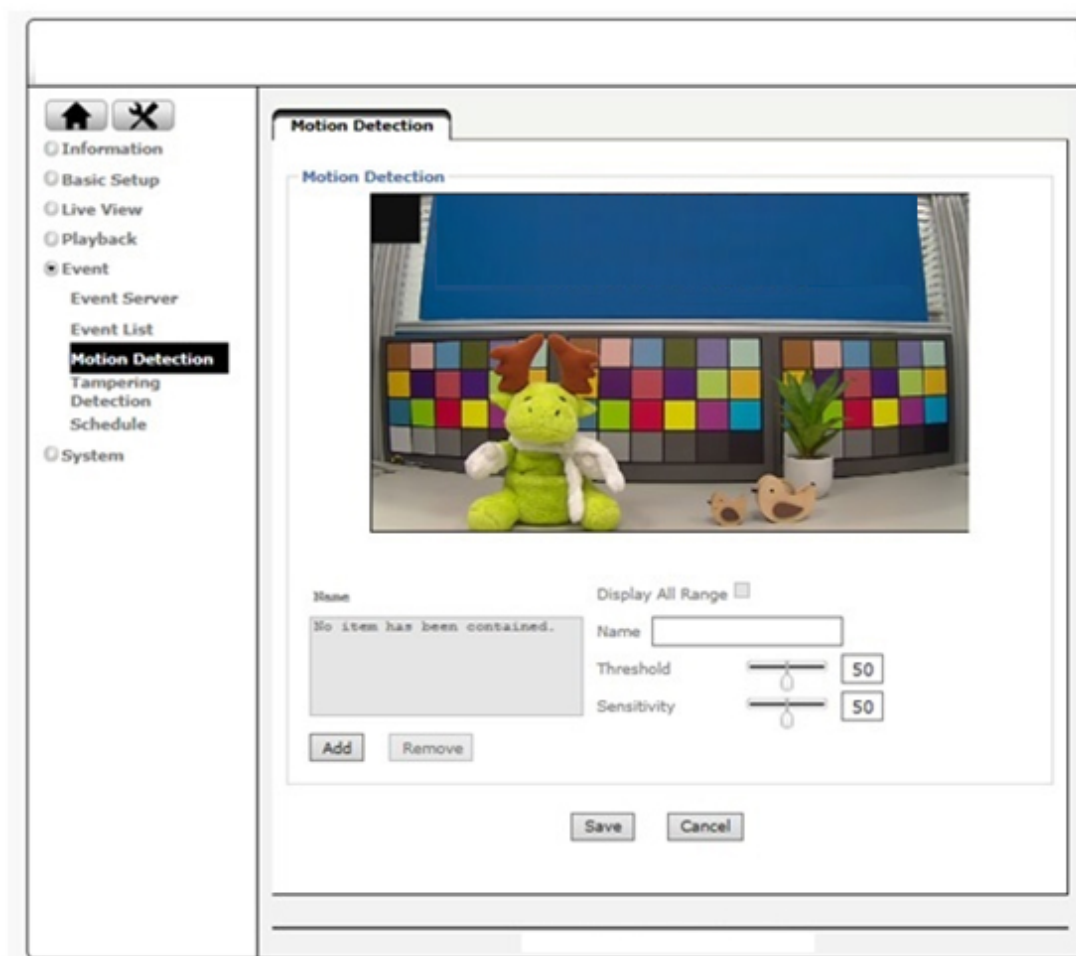 Information
Basic Setup
Live View
Playback
Event
Event Server
Event List
Motion Detection
Tampering
Detection
Schedule
System
Motion Detection
Motion Detection
Name
No item has been contained.
Add
Remove
Display All Range
Name
Threshold
50
Sensitivity
50
Save
Cancel